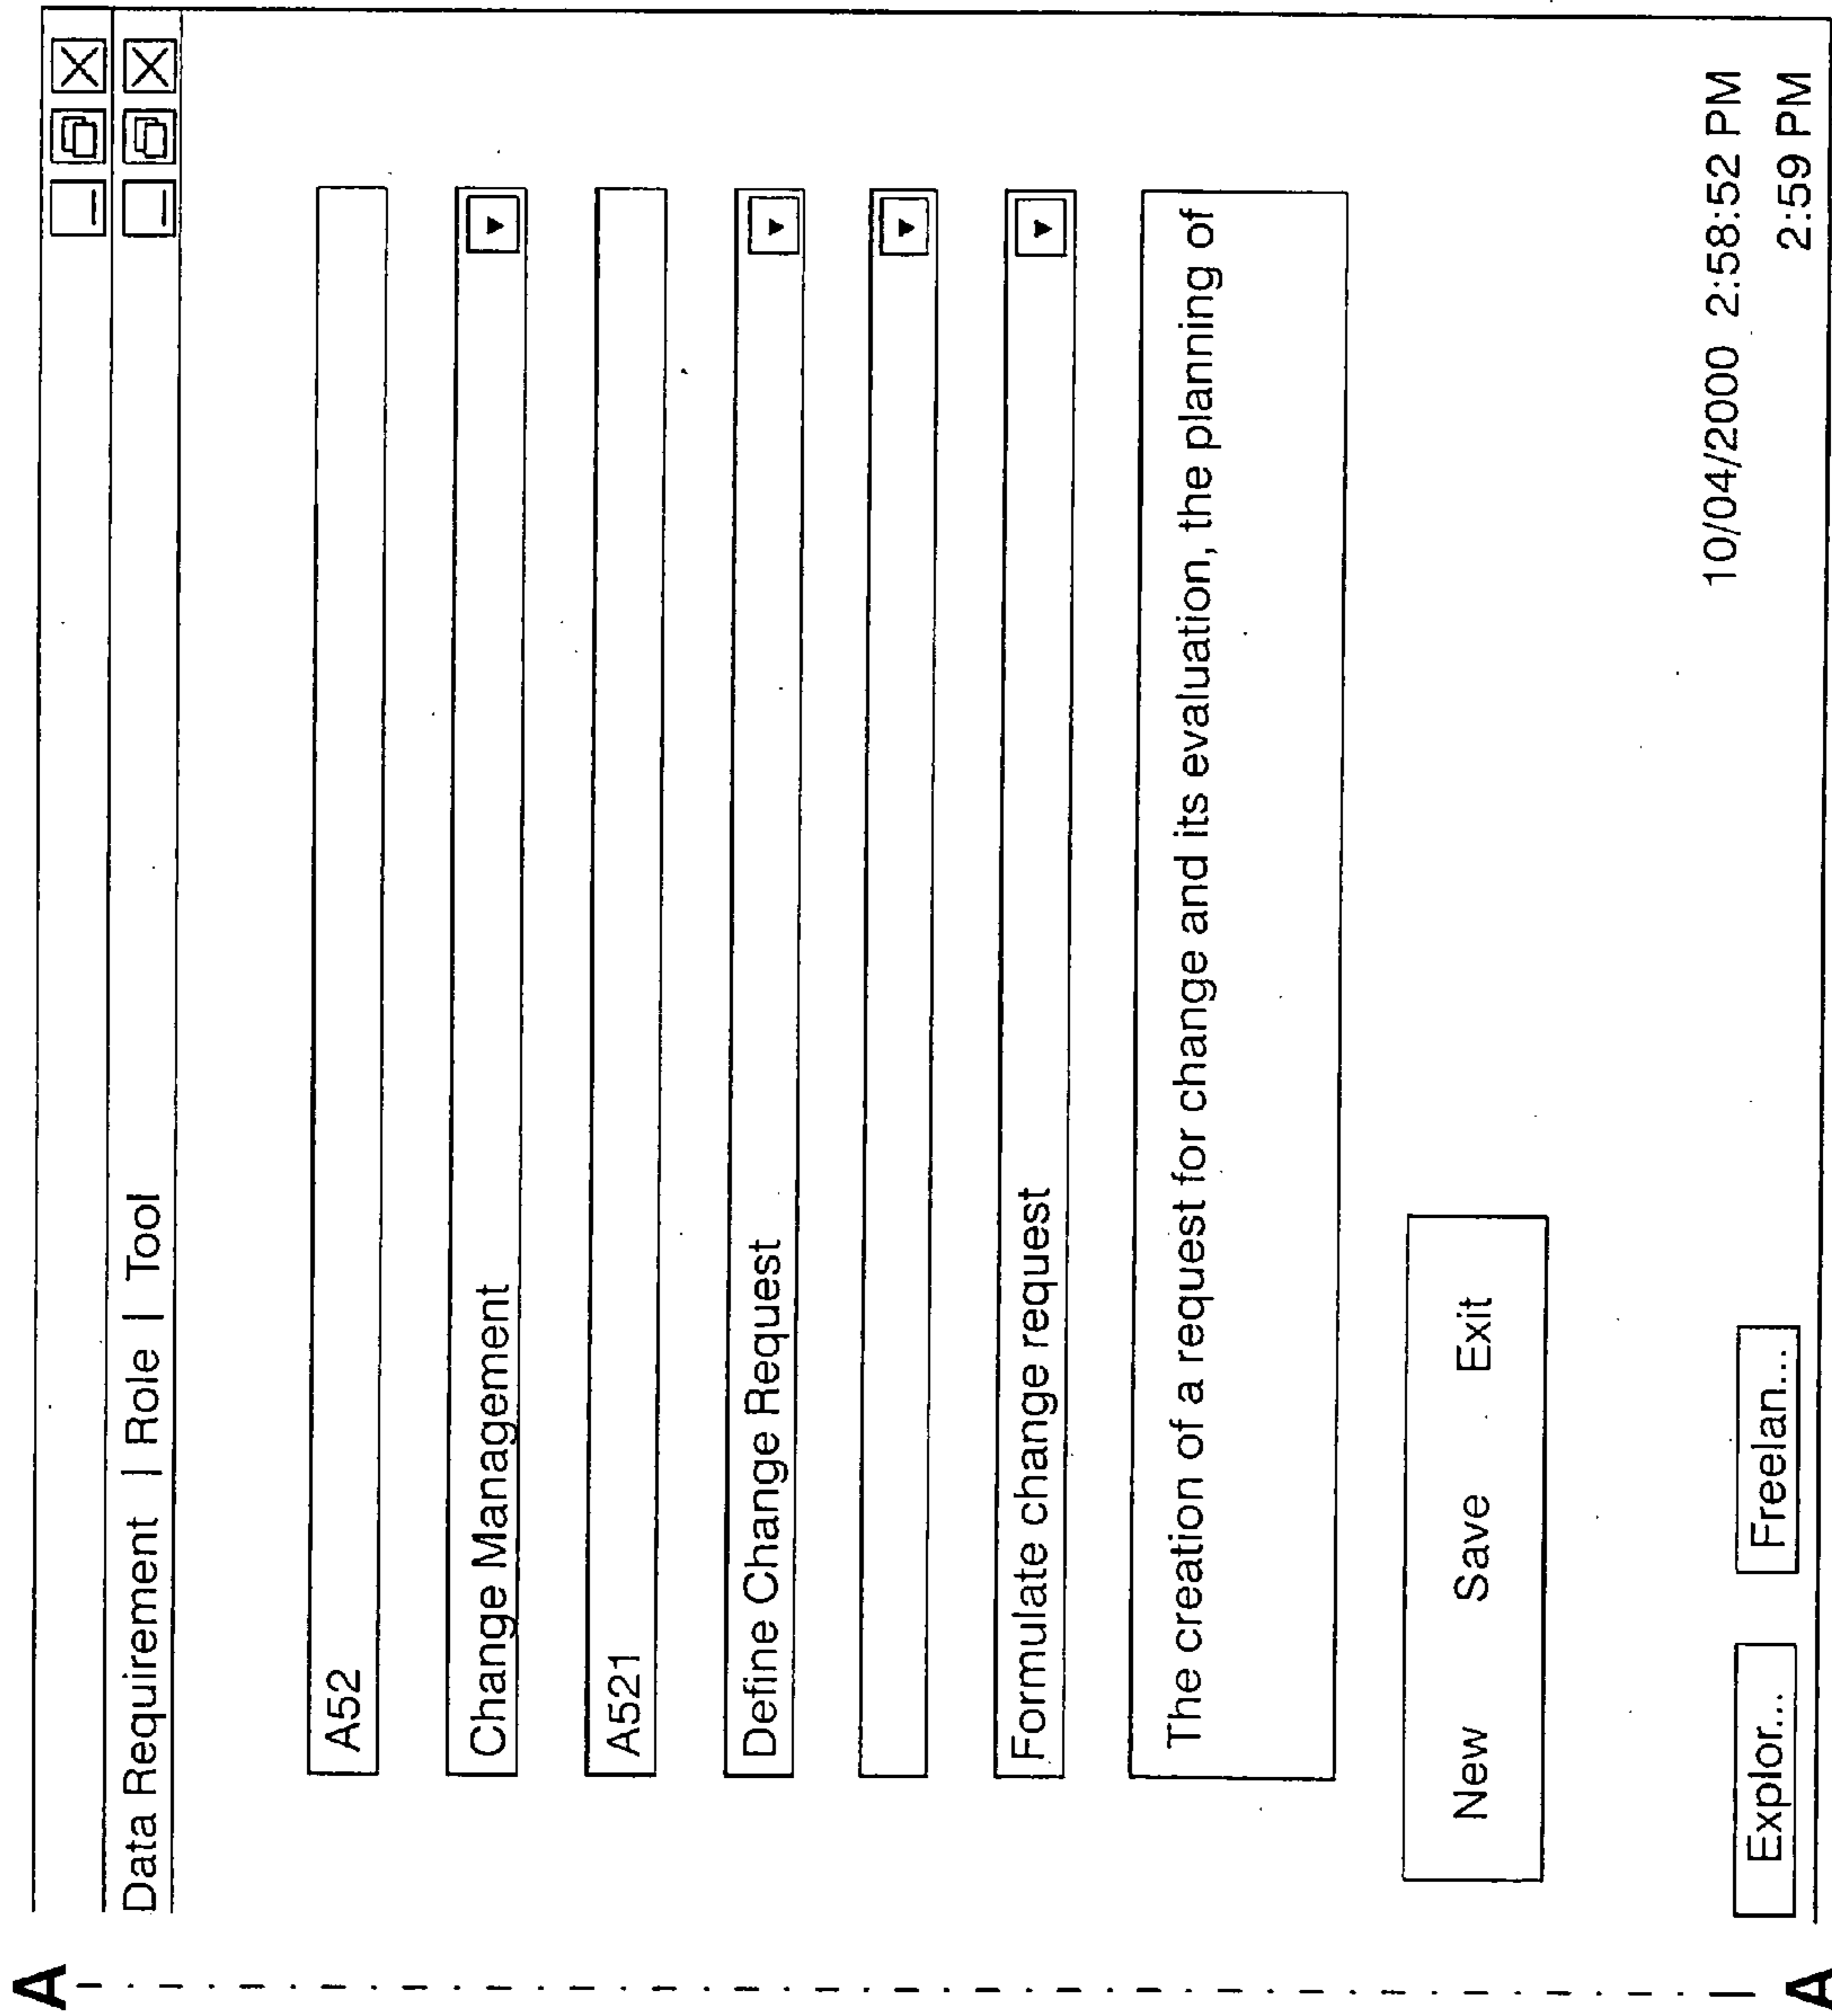 A
Data Requirement | Role | Tool
A52
Change Management
A521
Define Change Request
Formulate change request
The creation of a request for change and its evaluation, the planning of
New Save Exit
10/04/2000 2:58:52 PM
Explor... Freelan... 2:59 PM
A